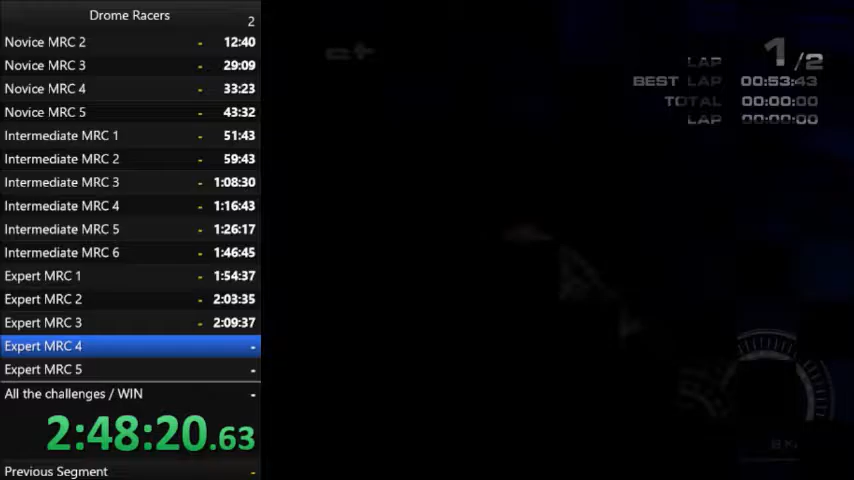 Drome Racers
2
Novice MRC 2 - 12:40
Novice MRC 3 - 29:09
Novice MRC 4 - 33:23
Novice MRC 5 - 43:32
Intermediate MRC 1 - 51:43
Intermediate MRC 2 - 59:43
Intermediate MRC 3 - 1:08:30
Intermediate MRC 4 - 1:16:43
Intermediate MRC 5 - 1:26:17
Intermediate MRC 6 - 1:46:45
Expert MRC 1 - 1:54:37
Expert MRC 2 - 2:03:35
Expert MRC 3 - 2:09:37
Expert MRC 4 -
Expert MRC 5 -
All the challenges / WIN -
2:48:20.63
Previous Segment -
LAP 1/2
BEST LAP 00:53:43
TOTAL 00:00:00
LAP 00:00:00